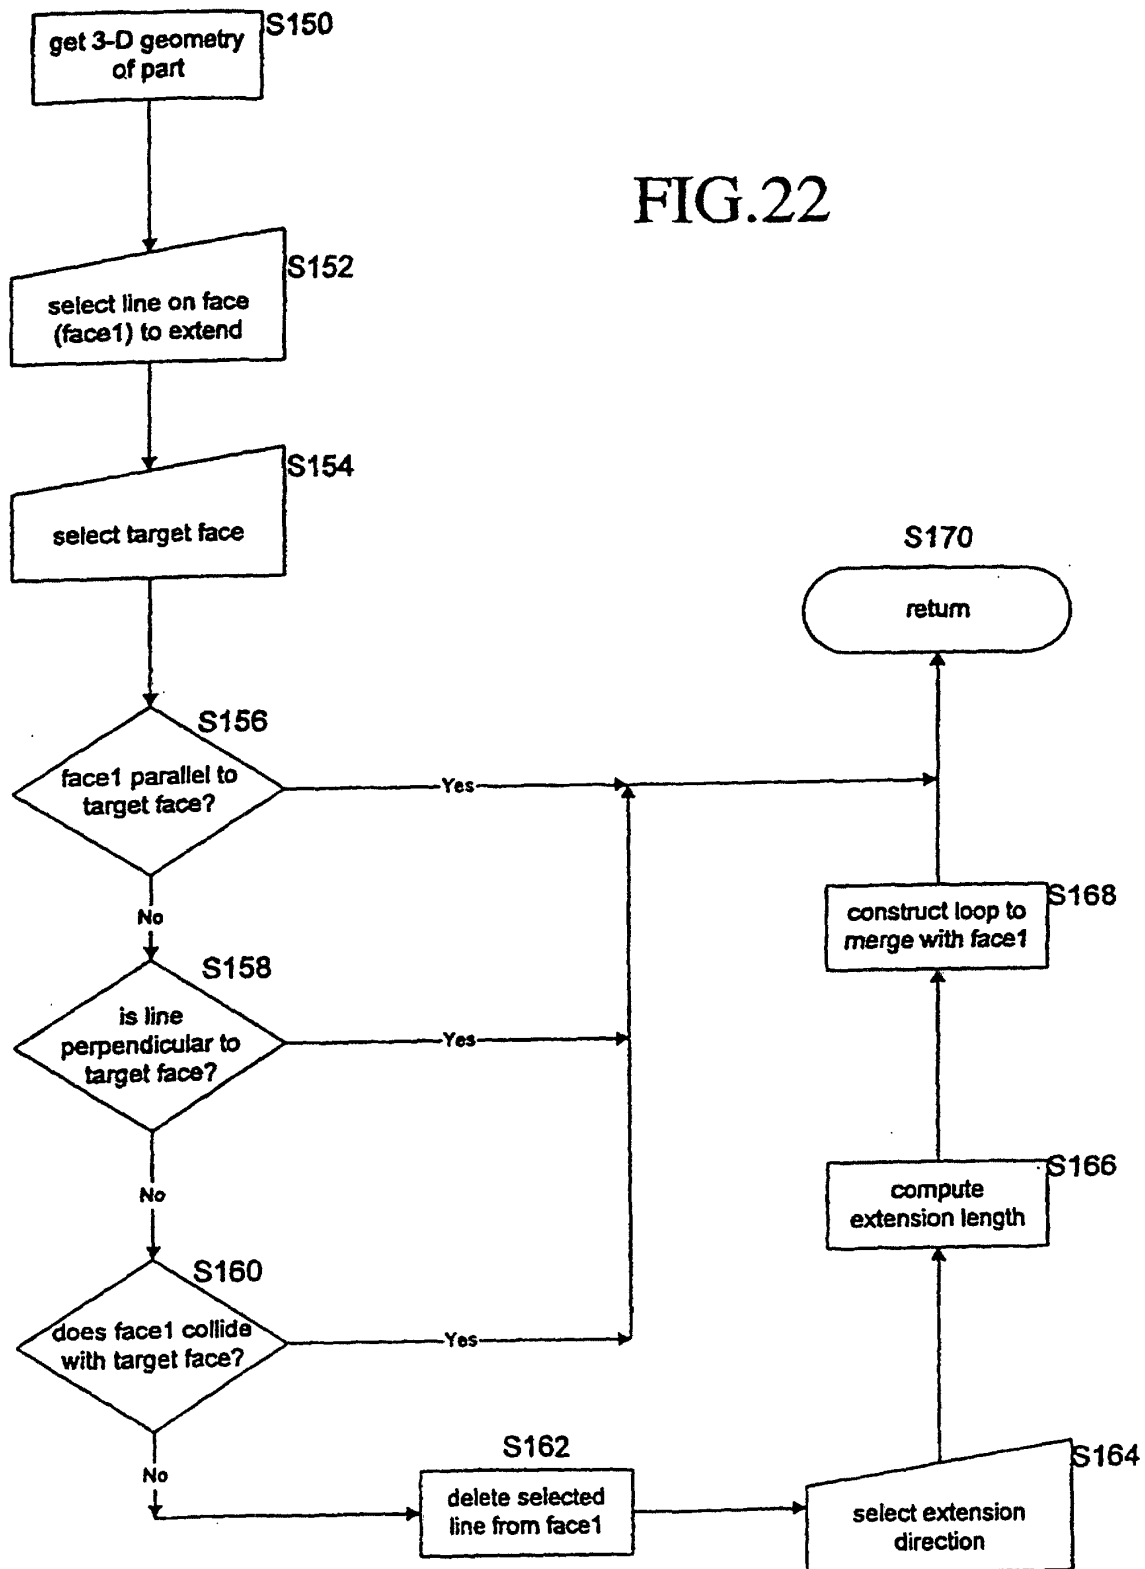 get 3-D geometry
of part
S150
FIG.22
S152
select line on face
(face1) to extend
S154
select target face
S170
return
S156
face1 parallel to
target face?
Yes
No
S168
construct loop to
merge with face1
S158
is line
perpendicular to
target face?
Yes
No
S166
compute
extension length
S160
does face1 collide
with target face?
Yes
No
S162
delete selected
line from face1
S164
select extension
direction